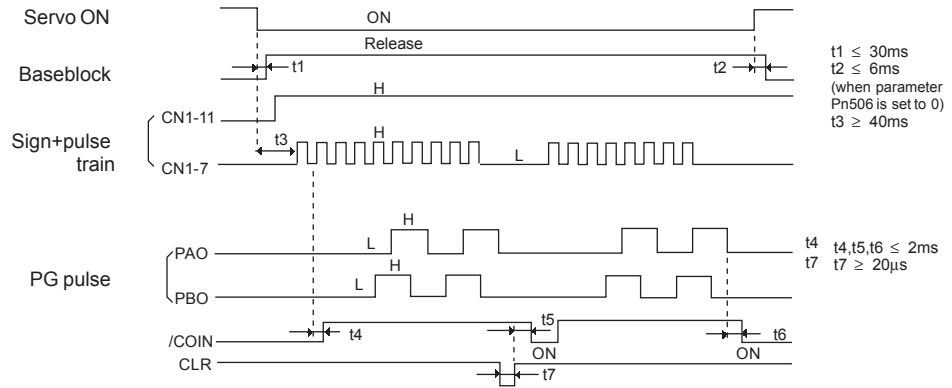 Servo ON
ON
Release
Baseblock
t1
t2
t1 ≤ 30ms
t2 ≤ 6ms
(when parameter
Pn506 is set to 0)
t3 ≥ 40ms
H
CN1-11
Sign+pulse
train
t3
H
CN1-7
L
H
L
PAO
t4
t4,t5,t6 ≤ 2ms
PG pulse
H
t7
t7 ≥ 20μs
L
PBO
/COIN
t4
t5
t6
ON
ON
CLR
t7